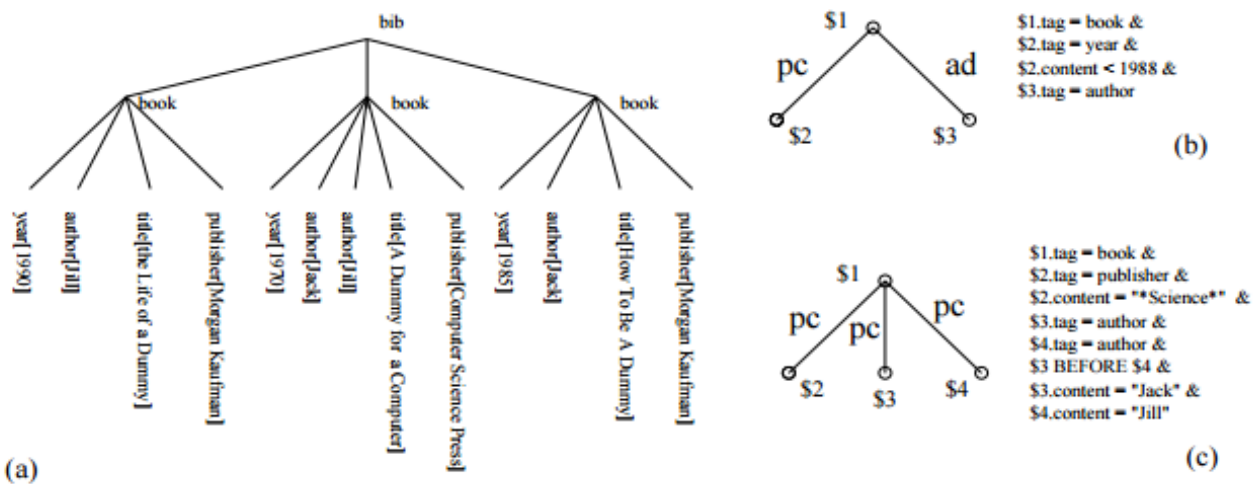 bib
book
book
book
year[1990]
author[Jill]
title[the Life of a Dummy]
publisher[Morgan Kaufman]
year[1970]
author[Jack]
author[Jill]
title[A Dummy for a Computer]
publisher[Computer Science Press]
year[1985]
author[Jack]
title[How To Be A Dummy]
publisher[Morgan Kaufman]
(a)
$1
pc
ad
$2
$3
$1.tag = book &
$2.tag = year &
$2.content < 1988 &
$3.tag = author
(b)
$1
pc
pc
pc
$2
$3
$4
$1.tag = book &
$2.tag = publisher &
$2.content = "*Science*" &
$3.tag = author &
$4.tag = author &
$3 BEFORE $4 &
$3.content = "Jack" &
$4.content = "Jill"
(c)